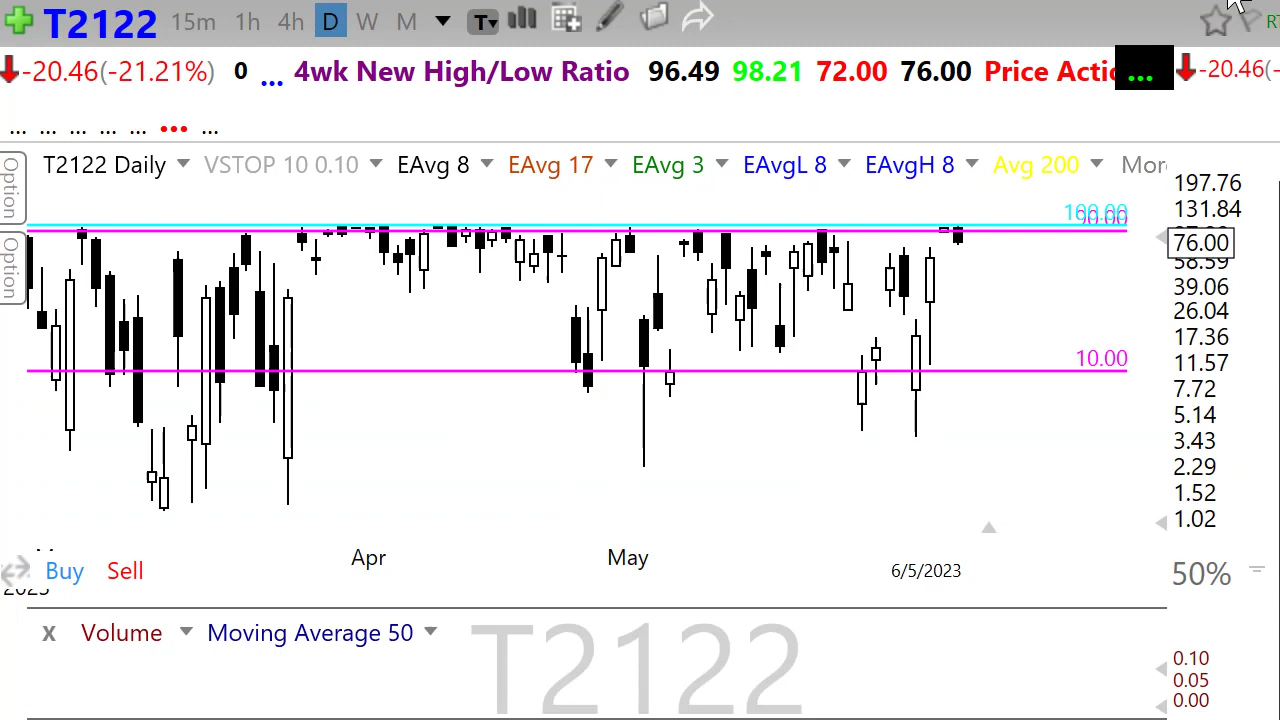 T2122 15m 1h 4h D W M T
-20.46(-21.21%) 0 ... 4wk New High/Low Ratio 96.49 98.21 72.00 76.00 Price Actio ... -20.46(-
... ... ... ... ... ... ...
Option
Option
T2122 Daily VSTOP 10 0.10 EAvg 8 EAvg 17 EAvg 3 EAvgL 8 EAvgH 8 Avg 200 More
197.76
131.84
100.00
76.00
58.59
39.06
26.04
17.36
10.00
11.57
7.72
5.14
3.43
2.29
1.52
1.02
Apr May 6/5/2023
Buy Sell
2023
50%
X Volume Moving Average 50
T2122
0.10
0.05
0.00